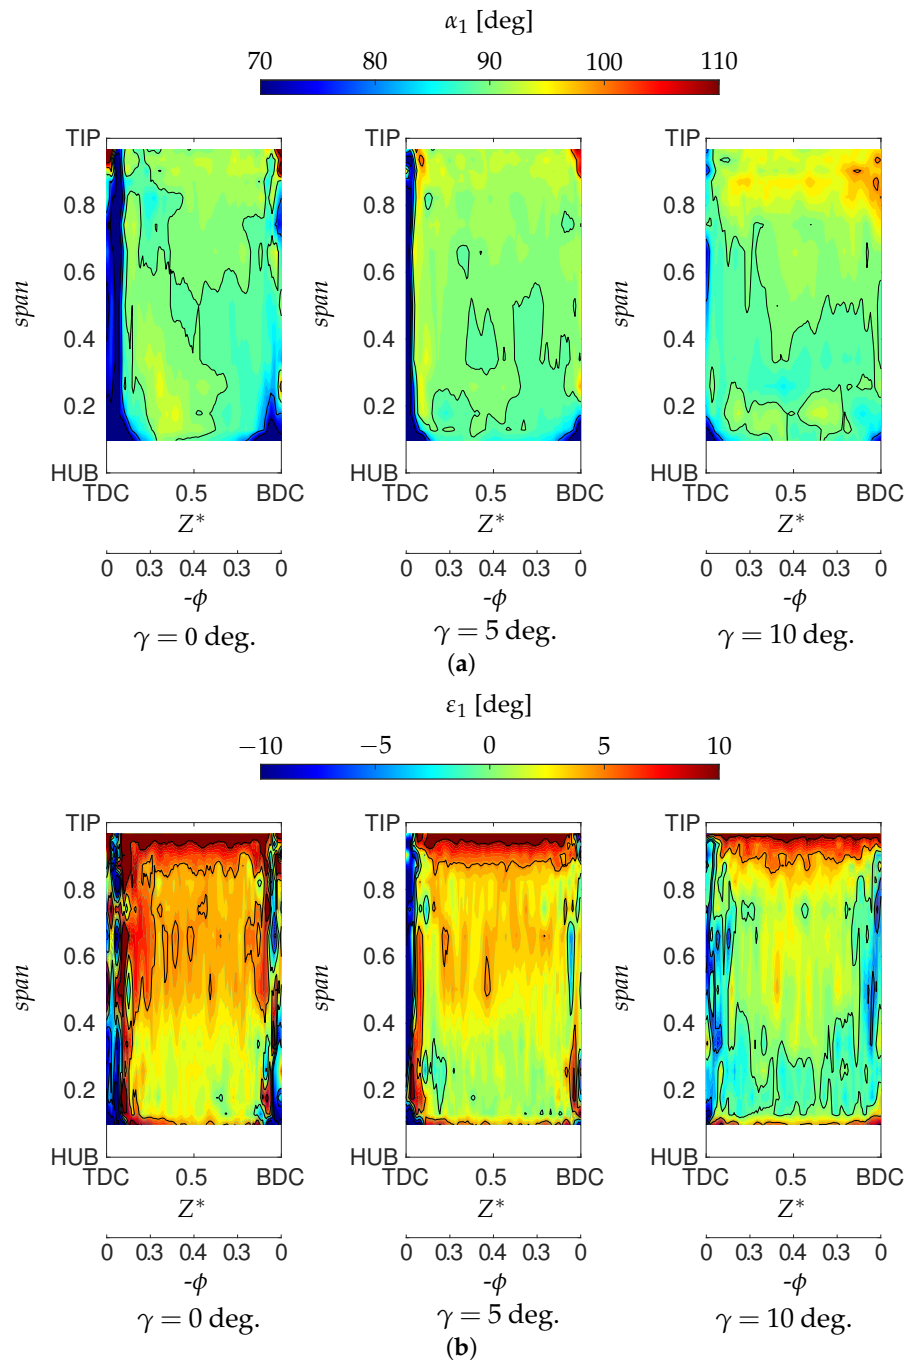 α₁ [deg]
70 80 90 100 110
TIP TIP TIP
0.8 0.8 0.8
span span span
0.6 0.6 0.6
0.4 0.4 0.4
0.2 0.2 0.2
HUB HUB HUB
TDC 0.5 BDC TDC 0.5 BDC TDC 0.5 BDC
Z* Z* Z*
0 0.3 0.4 0.3 0 0 0.3 0.4 0.3 0 0 0.3 0.4 0.3 0
-ϕ -ϕ -ϕ
γ = 0 deg. γ = 5 deg. γ = 10 deg.
(a)
ε₁ [deg]
−10 −5 0 5 10
TIP TIP TIP
0.8 0.8 0.8
span span span
0.6 0.6 0.6
0.4 0.4 0.4
0.2 0.2 0.2
HUB HUB HUB
TDC 0.5 BDC TDC 0.5 BDC TDC 0.5 BDC
Z* Z* Z*
0 0.3 0.4 0.3 0 0 0.3 0.4 0.3 0 0 0.3 0.4 0.3 0
-ϕ -ϕ -ϕ
γ = 0 deg. γ = 5 deg. γ = 10 deg.
(b)